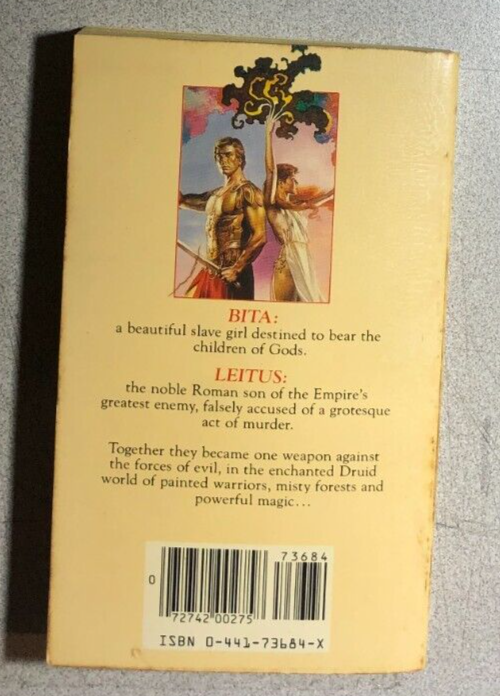 BITA:
a beautiful slave girl destined to bear the
children of Gods.
LEITUS:
the noble Roman son of the Empire's
greatest enemy, falsely accused of a grotesque
act of murder.
Together they became one weapon against
the forces of evil, in the enchanted Druid
world of painted warriors, misty forests and
powerful magic...
73684
0
72742 00275
ISBN 0-441-73684-X